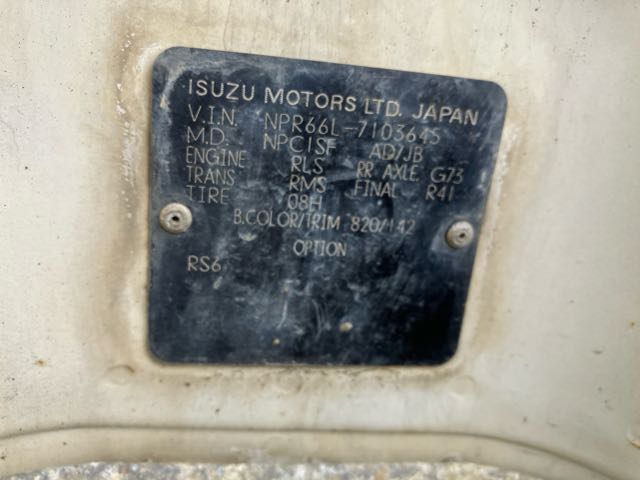 ISUZU MOTORS LTD. JAPAN
V.I.N. NPR66L-7103645
M.D. NPC1SF AD/JB
ENGINE RLS RR AXLE. G73
TRANS RMS FINAL R41
TIRE 08H
B.COLOR/TRIM 820/142
OPTION
RS6